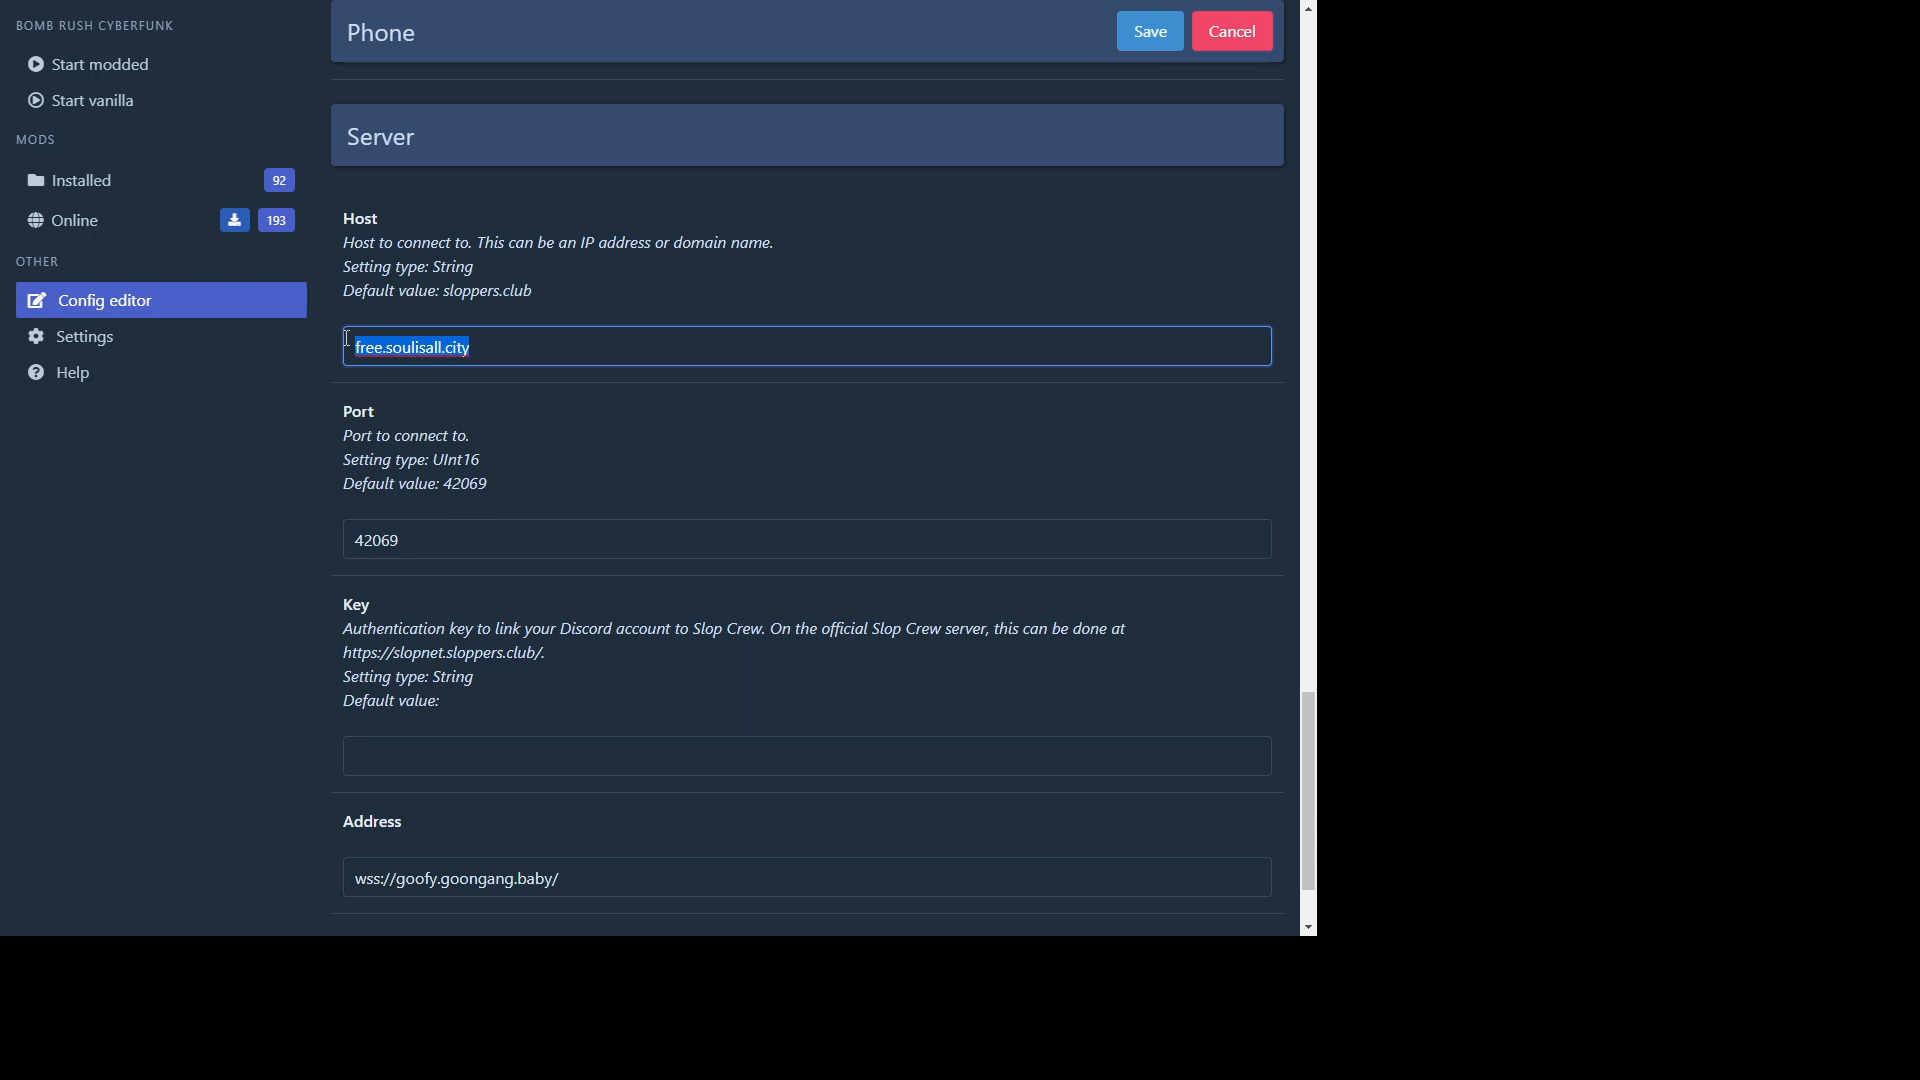 BOMB RUSH CYBERFUNK
Start modded
Start vanilla
MODS
Installed 92
Online 193
OTHER
Config editor
Settings
Help
Phone Save Cancel
Server
Host
Host to connect to. This can be an IP address or domain name.
Setting type: String
Default value: sloppers.club
free.soulisall.city
Port
Port to connect to.
Setting type: UInt16
Default value: 42069
42069
Key
Authentication key to link your Discord account to Slop Crew. On the official Slop Crew server, this can be done at
https://slopnet.sloppers.club/.
Setting type: String
Default value:
Address
wss://goofy.goongang.baby/